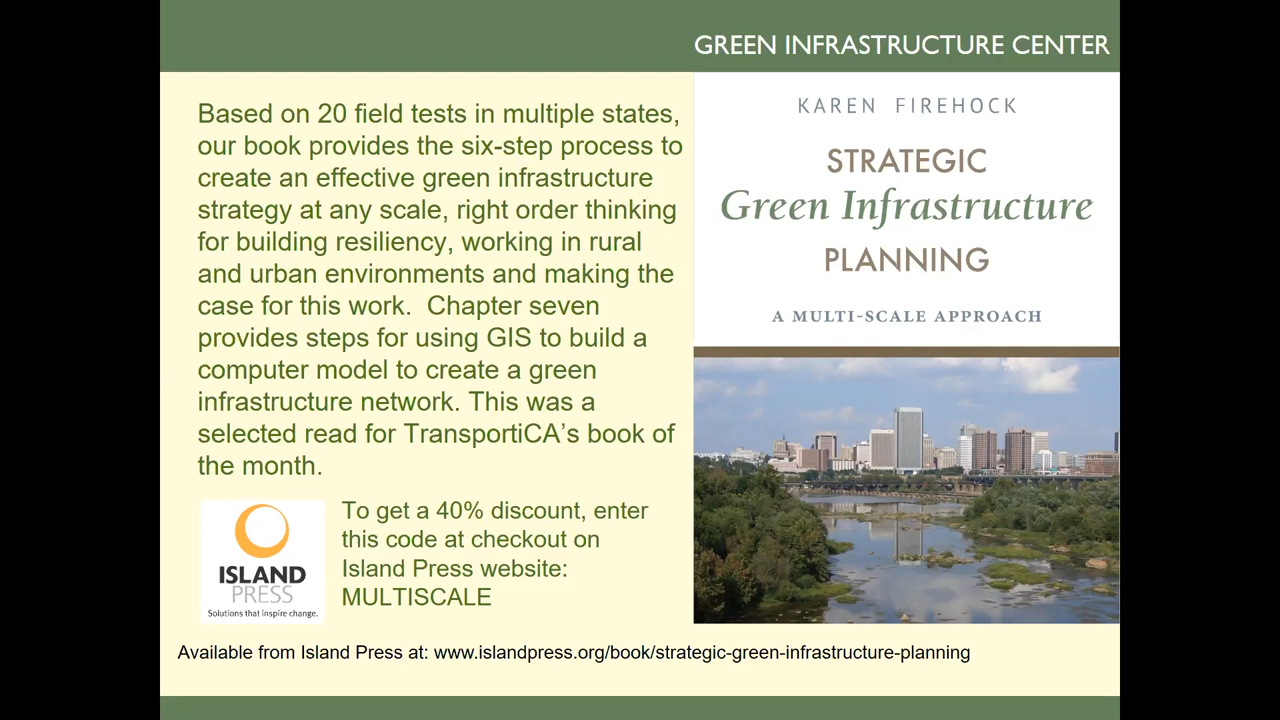 GREEN INFRASTRUCTURE CENTER
Based on 20 field tests in multiple states,
our book provides the six-step process to
create an effective green infrastructure
strategy at any scale, right order thinking
for building resiliency, working in rural
and urban environments and making the
case for this work.  Chapter seven
provides steps for using GIS to build a
computer model to create a green
infrastructure network. This was a
selected read for TransportiCA’s book of
the month.
KAREN FIREHOCK
STRATEGIC
Green Infrastructure
PLANNING
A MULTI-SCALE APPROACH
ISLAND
PRESS
Solutions that inspire change.
To get a 40% discount, enter
this code at checkout on
Island Press website:
MULTISCALE
Available from Island Press at: www.islandpress.org/book/strategic-green-infrastructure-planning